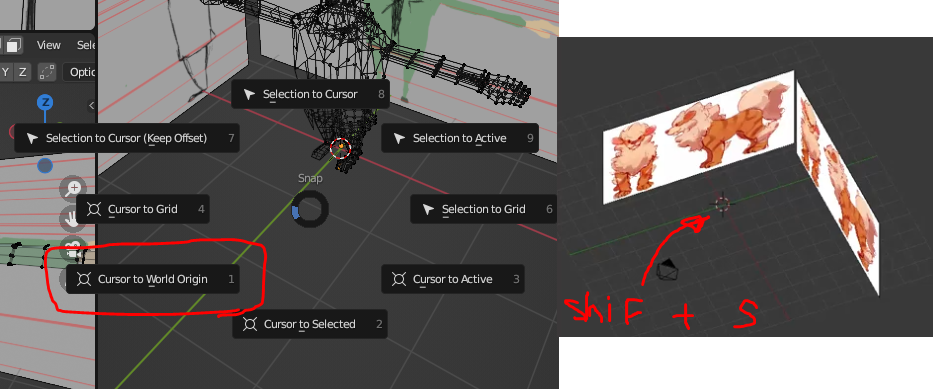 View Sele
Y Z Optic
Z
Selection to Cursor 8
Selection to Cursor (Keep Offset) 7
Selection to Active 9
Snap
Cursor to Grid 4
Selection to Grid 6
Cursor to World Origin 1
Cursor to Active 3
Cursor to Selected 2
ShiF + S